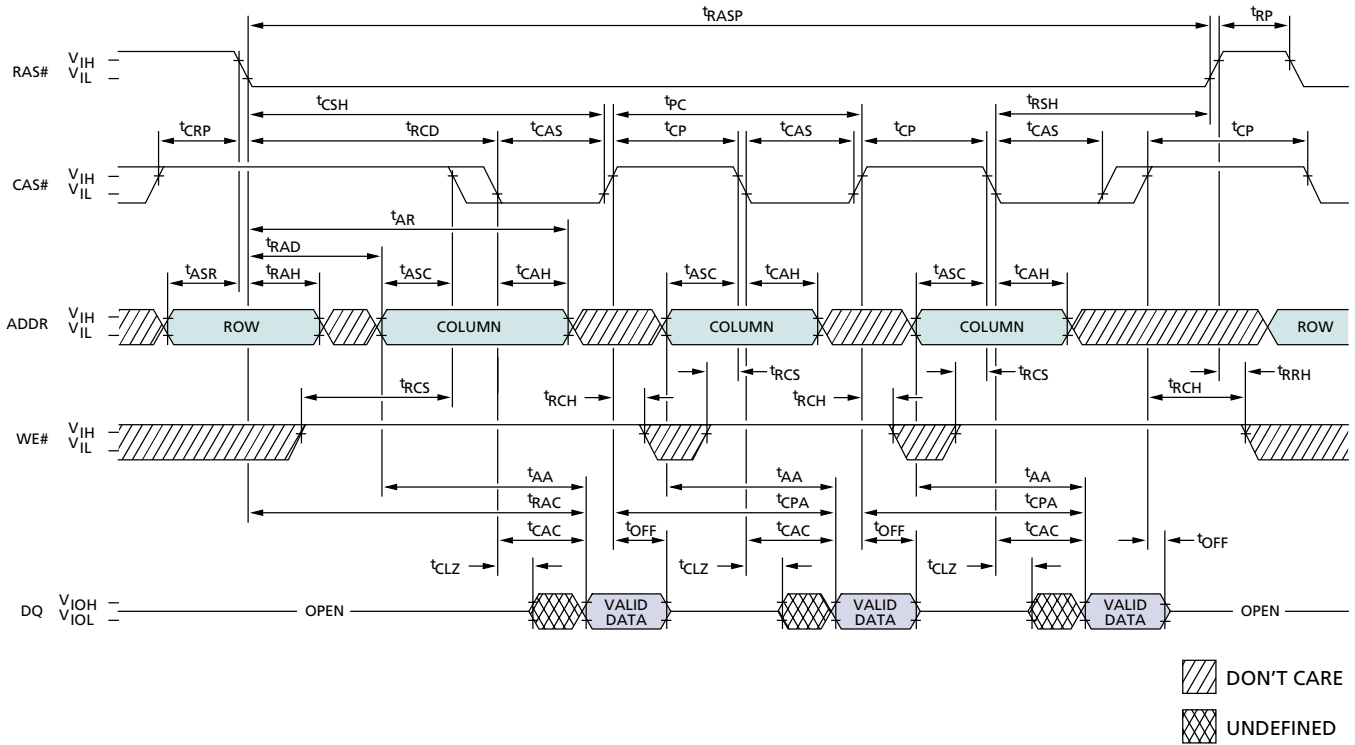 tRASP tRP
RAS# VIH
VIL
tCSH tPC tRSH
tCRP tRCD tCAS tCP tCAS tCP tCAS tCP
CAS# VIH
VIL
tAR
tRAD
tASR tRAH tASC tCAH tASC tCAH tASC tCAH
ADDR VIH
VIL
ROW COLUMN COLUMN COLUMN ROW
tRCS tRCH tRCS tRCH tRCS tRCH tRRH
WE# VIH
VIL
tAA tAA tAA
tRAC tCPA tCPA
tCAC tOFF tCAC tOFF tCAC tOFF
tCLZ tCLZ tCLZ
DQ VIOH
VIOL
OPEN VALID DATA VALID DATA VALID DATA OPEN
DON'T CARE
UNDEFINED